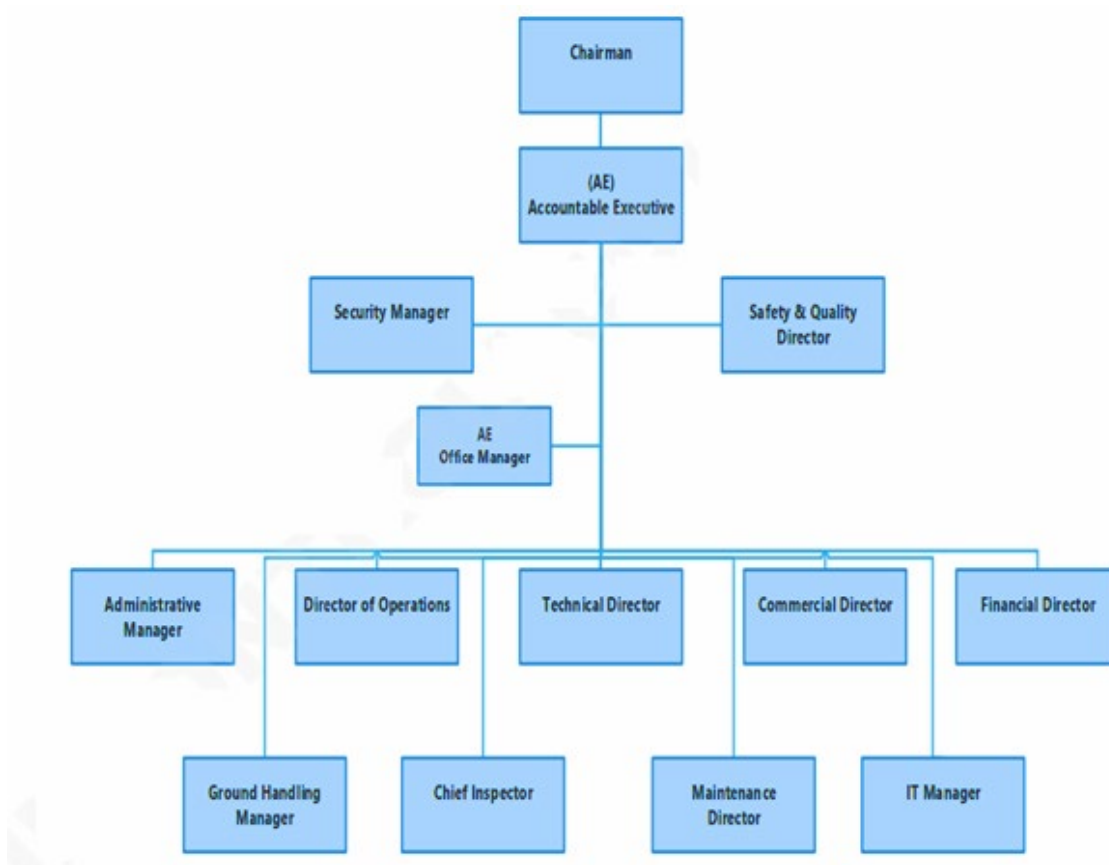 Chairman
(AE)
Accountable Executive
Security Manager
Safety & Quality
Director
AE
Office Manager
Administrative
Manager
Director of Operations
Technical Director
Commercial Director
Financial Director
Ground Handling
Manager
Chief Inspector
Maintenance
Director
IT Manager